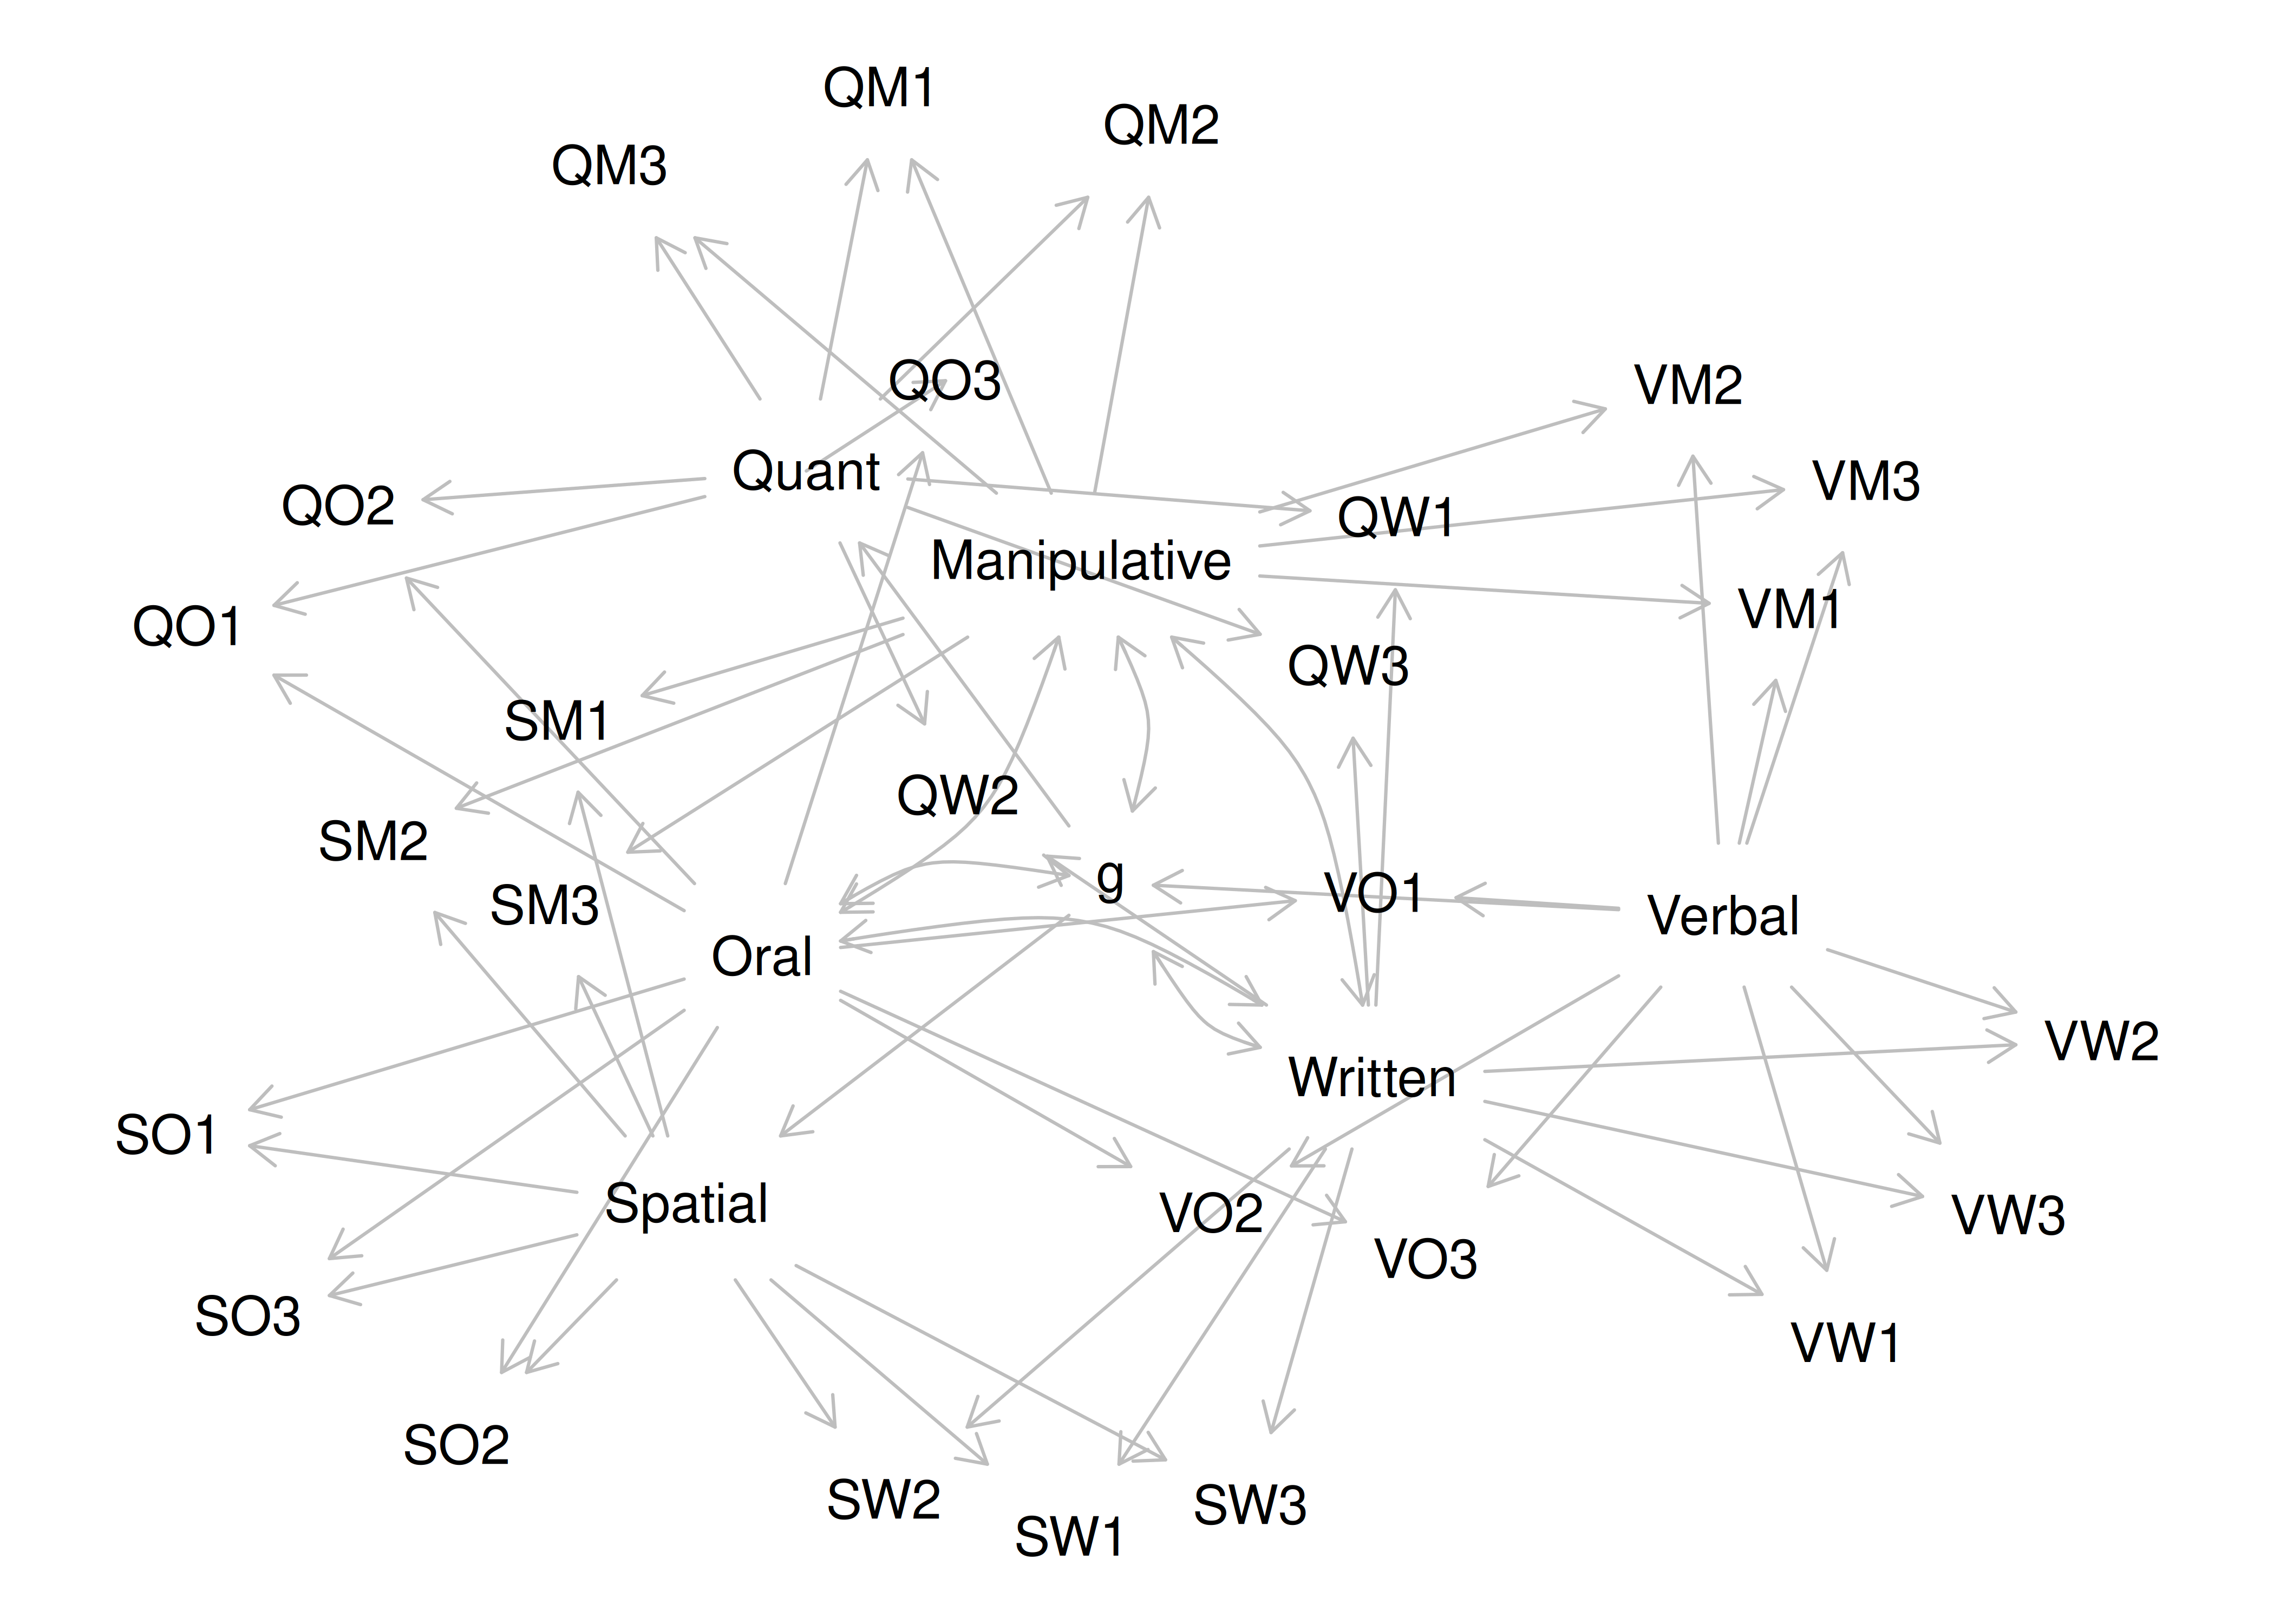 QM1
QM2
QM3
QO3
VM2
Quant
VM3
QO2
QW1
Manipulative
VM1
QO1
QW3
SM1
QW2
SM2
g
VO1
SM3
Verbal
Oral
VW2
Written
SO1
Spatial
VO2
VW3
VO3
SO3
VW1
SO2
SW2
SW3
SW1